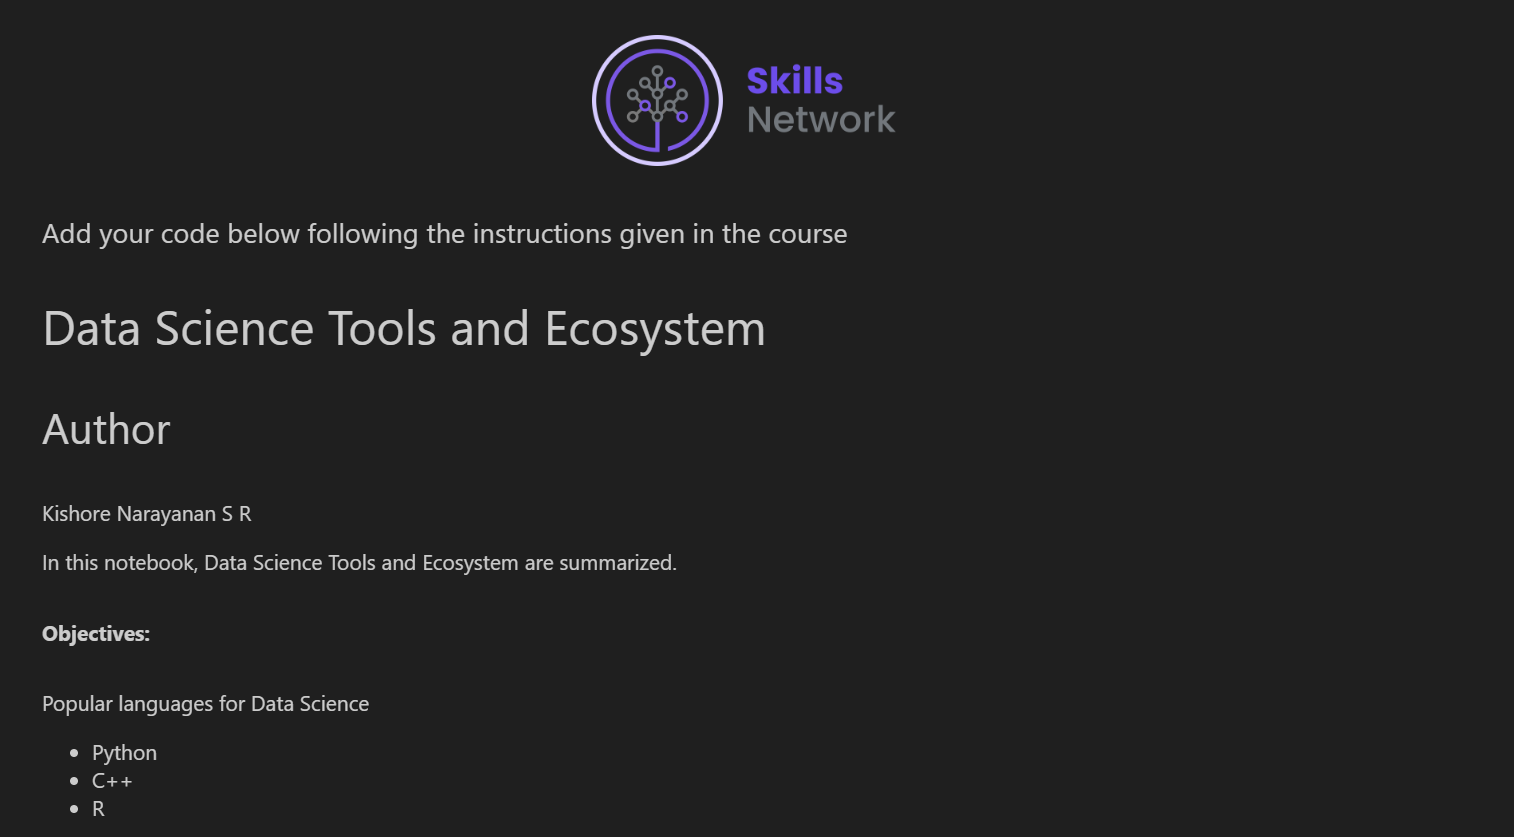 Skills
Network
Add your code below following the instructions given in the course
Data Science Tools and Ecosystem
Author
Kishore Narayanan S R
In this notebook, Data Science Tools and Ecosystem are summarized.
Objectives:
Popular languages for Data Science
Python
C++
R